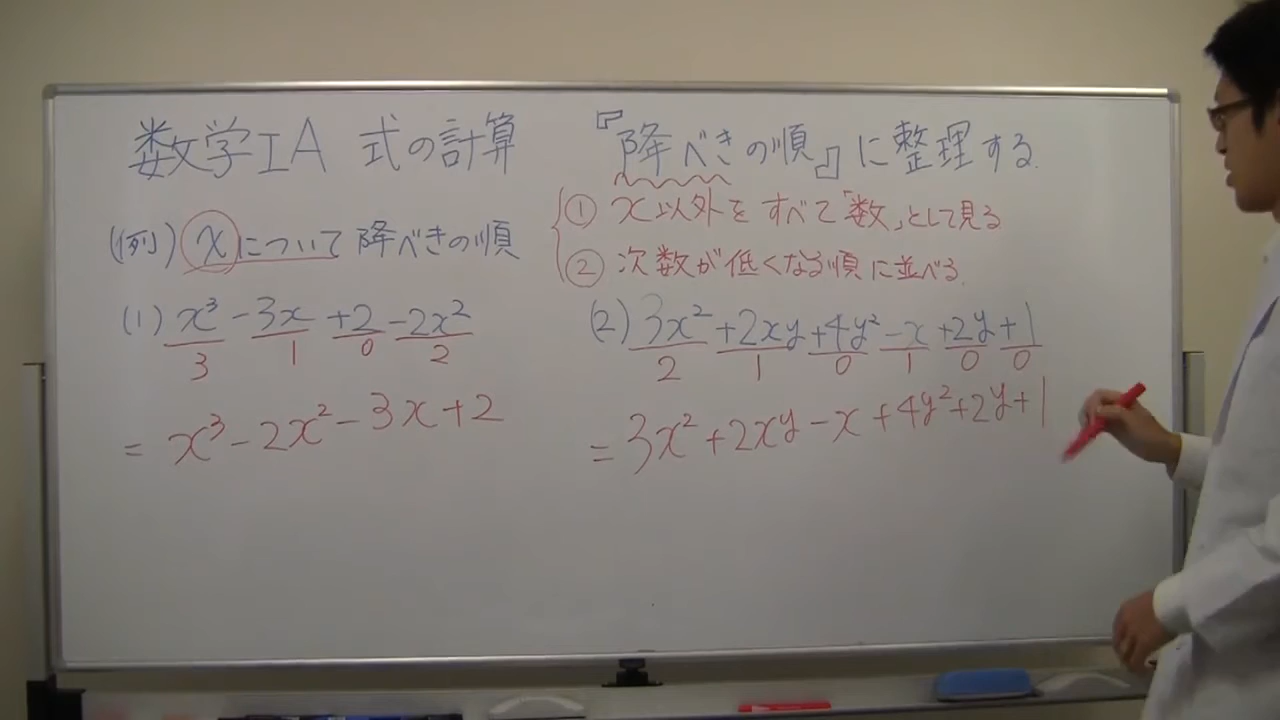 数学ⅠA 式の計算
『降べきの順』に整理する.
① x以外をすべて「数」として見る
② 次数が低くなる順に並べる.
(例) xについて降べきの順
(1) x³ - 3x + 2 - 2x²
3 1 0 2
= x³ - 2x² - 3x + 2
(2) 3x² + 2xy + 4y² - x + 2y + 1
2 1 0 1 0 0
= 3x² + 2xy - x + 4y² + 2y + 1